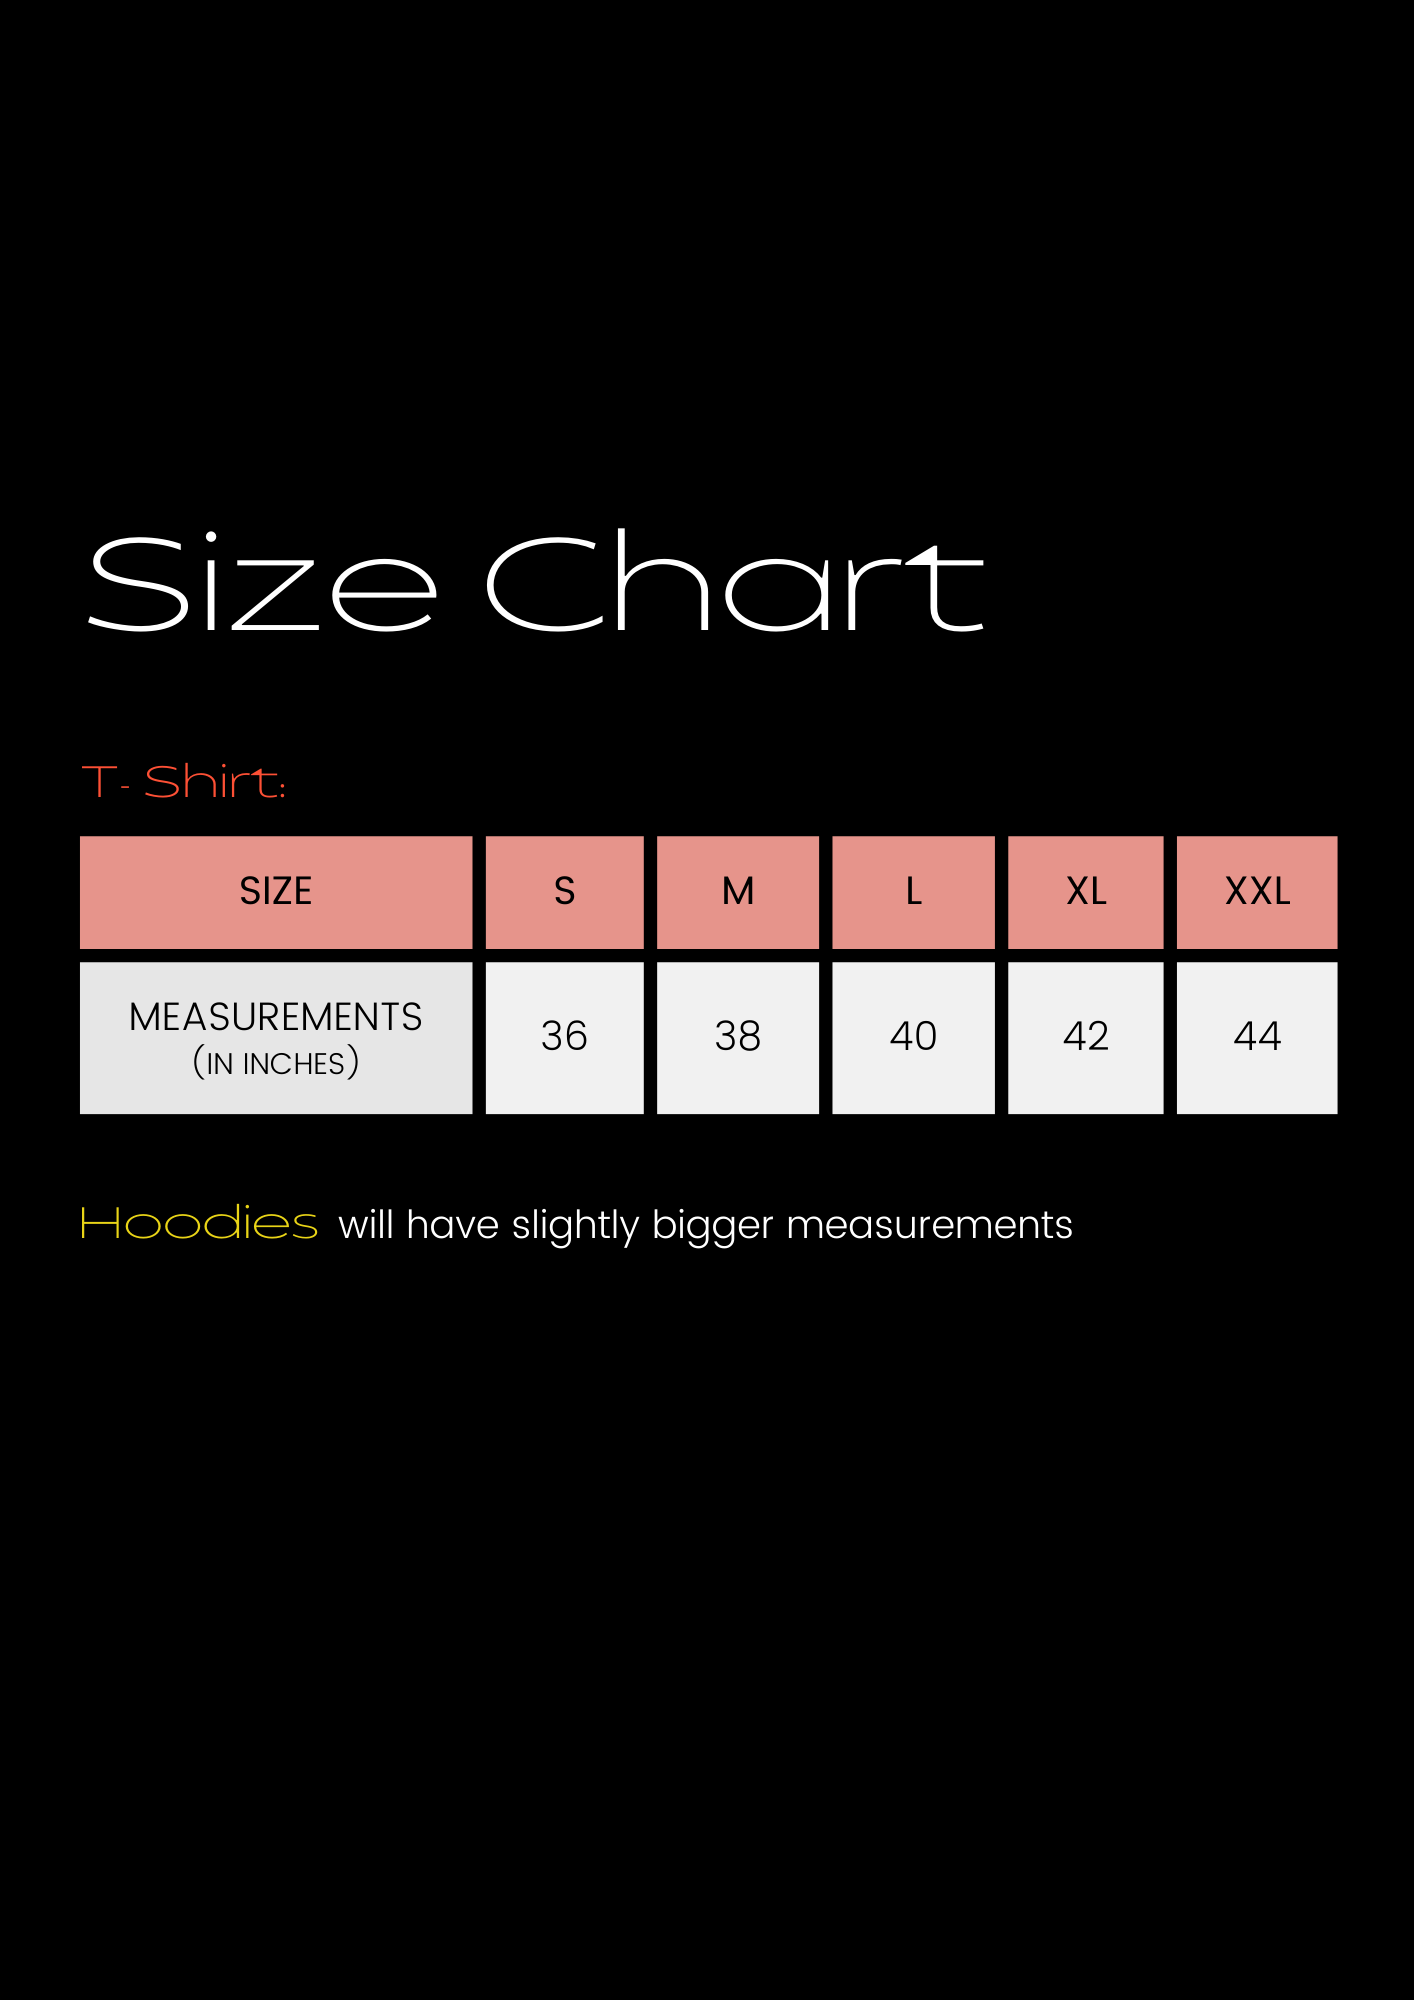 Size Chart
T- Shirt:
SIZE S M L XL XXL
MEASUREMENTS
(IN INCHES)
36 38 40 42 44
Hoodies will have slightly bigger measurements